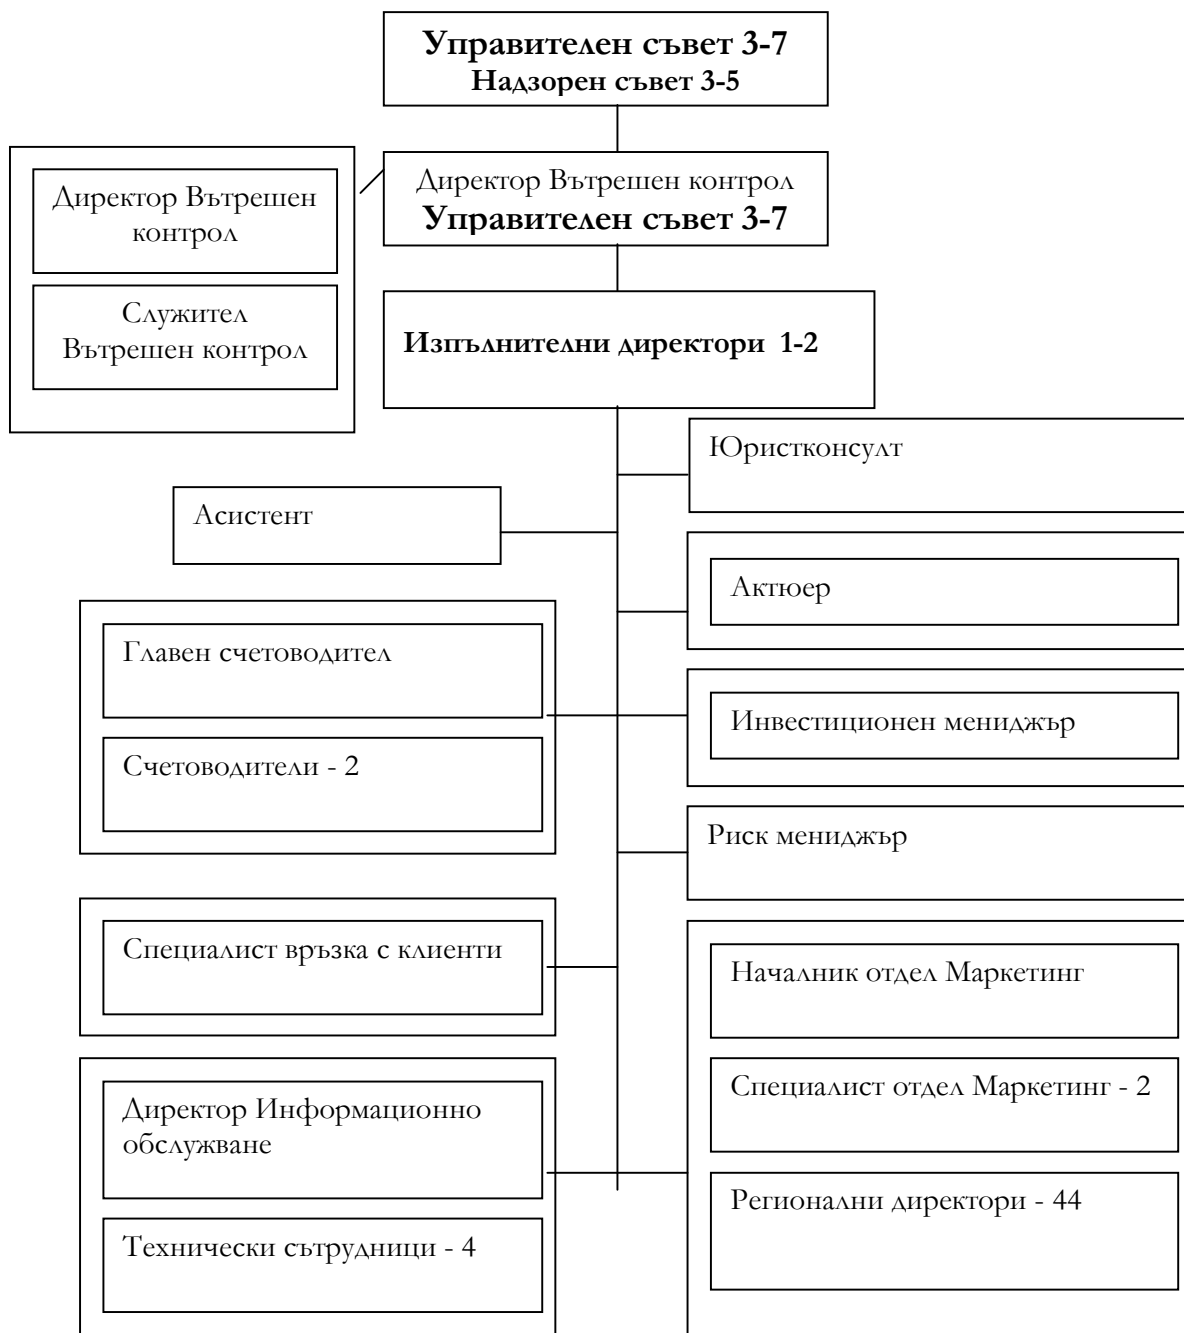 Управителен съвет 3-7
Надзорен съвет 3-5
Директор Вътрешен контрол
Управителен съвет 3-7
Директор Вътрешен
контрол
Служител
Вътрешен контрол
Изпълнителни директори 1-2
Юристконсулт
Асистент
Актюер
Главен счетоводител
Счетоводители - 2
Инвестиционен мениджър
Риск мениджър
Специалист връзка с клиенти
Началник отдел Маркетинг
Специалист отдел Маркетинг - 2
Регионални директори - 44
Директор Информационно
обслужване
Технически сътрудници - 4